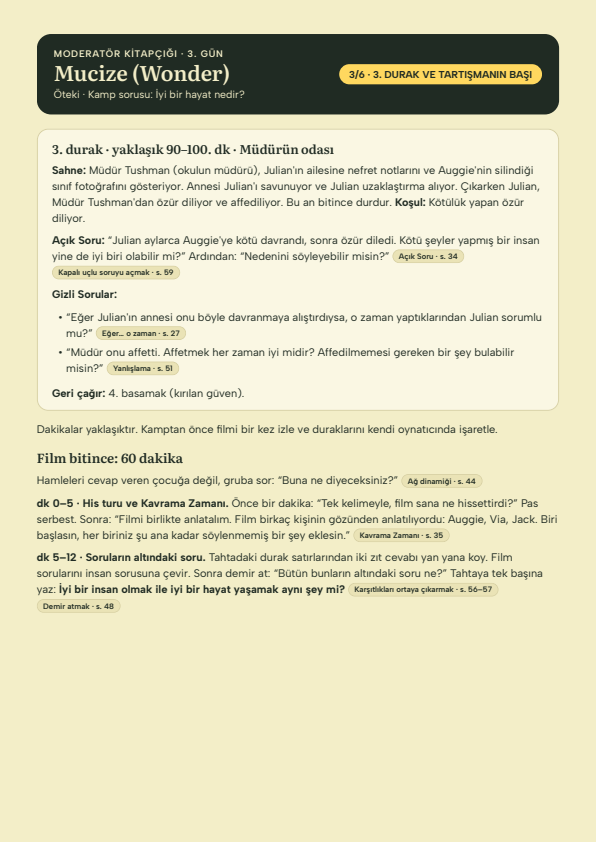 MODERATÖR KİTAPÇIĞI · 3. GÜN
Mucize (Wonder)
Öteki · Kamp sorusu: İyi bir hayat nedir?
3/6 · 3. DURAK VE TARTIŞMANIN BAŞI
3. durak · yaklaşık 90–100. dk · Müdürün odası
Sahne: Müdür Tushman (okulun müdürü), Julian'ın ailesine nefret notlarını ve Auggie'nin silindiği
sınıf fotoğrafını gösteriyor. Annesi Julian'ı savunuyor ve Julian uzaklaştırma alıyor. Çıkarken Julian,
Müdür Tushman'dan özür diliyor ve affediliyor. Bu an bitince durdur. Koşul: Kötülük yapan özür
diliyor.
Açık Soru: “Julian aylarca Auggie'ye kötü davrandı, sonra özür diledi. Kötü şeyler yapmış bir insan
yine de iyi biri olabilir mi?” Ardından: “Nedenini söyleyebilir misin?” Açık Soru · s. 34
Kapalı uçlu soruyu açmak · s. 59
Gizli Sorular:
• “Eğer Julian'ın annesi onu böyle davranmaya alıştırdıysa, o zaman yaptıklarından Julian sorumlu
mu?” Eğer... o zaman · s. 27
• “Müdür onu affetti. Affetmek her zaman iyi midir? Affedilmemesi gereken bir şey bulabilir
misin?” Yanlışlama · s. 51
Geri çağır: 4. basamak (kırılan güven).
Dakikalar yaklaşıktır. Kamptan önce filmi bir kez izle ve duraklarını kendi oynatıcında işaretle.
Film bitince: 60 dakika
Hamleleri cevap veren çocuğa değil, gruba sor: “Buna ne diyeceksiniz?” Ağ dinamiği · s. 44
dk 0–5 · His turu ve Kavrama Zamanı. Önce bir dakika: “Tek kelimeyle, film sana ne hissettirdi?” Pas
serbest. Sonra: “Filmi birlikte anlatalım. Film birkaç kişinin gözünden anlatılıyordu: Auggie, Via, Jack. Biri
başlasın, her biriniz şu ana kadar söylenmemiş bir şey eklesin.” Kavrama Zamanı · s. 35
dk 5–12 · Soruların altındaki soru. Tahtadaki durak satırlarından iki zıt cevabı yan yana koy. Film
sorularını insan sorusuna çevir. Sonra demir at: “Bütün bunların altındaki soru ne?” Tahtaya tek başına
yaz: İyi bir insan olmak ile iyi bir hayat yaşamak aynı şey mi? Karşıtlıkları ortaya çıkarmak · s. 56–57
Demir atmak · s. 48